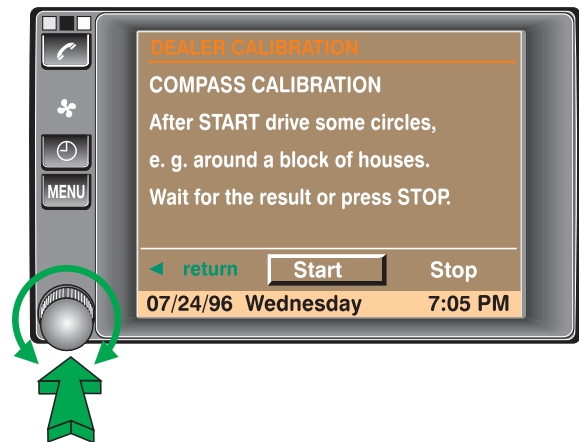 DEALER CALIBRATION
COMPASS CALIBRATION
After START drive some circles,
e. g. around a block of houses.
Wait for the result or press STOP.
◄ return Start Stop
07/24/96 Wednesday 7:05 PM
MENU